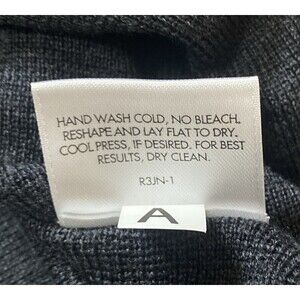 HAND WASH COLD, NO BLEACH.
RESHAPE AND LAY FLAT TO DRY.
COOL PRESS, IF DESIRED. FOR BEST
RESULTS, DRY CLEAN.
R3JN-1
A